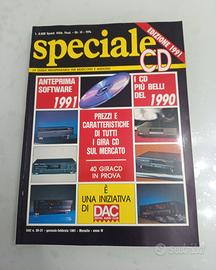 speciale
CD
EDIZIONE 1991
ANTEPRIMA
SOFTWARE
1991
I CD
PIÙ BELLI
DEL
1990
PREZZI E
CARATTERISTICHE
DI TUTTI
I GIRA CD
SUL MERCATO
40 GIRACD
IN PROVA
È
UNA INIZIATIVA
DI DAC
subito